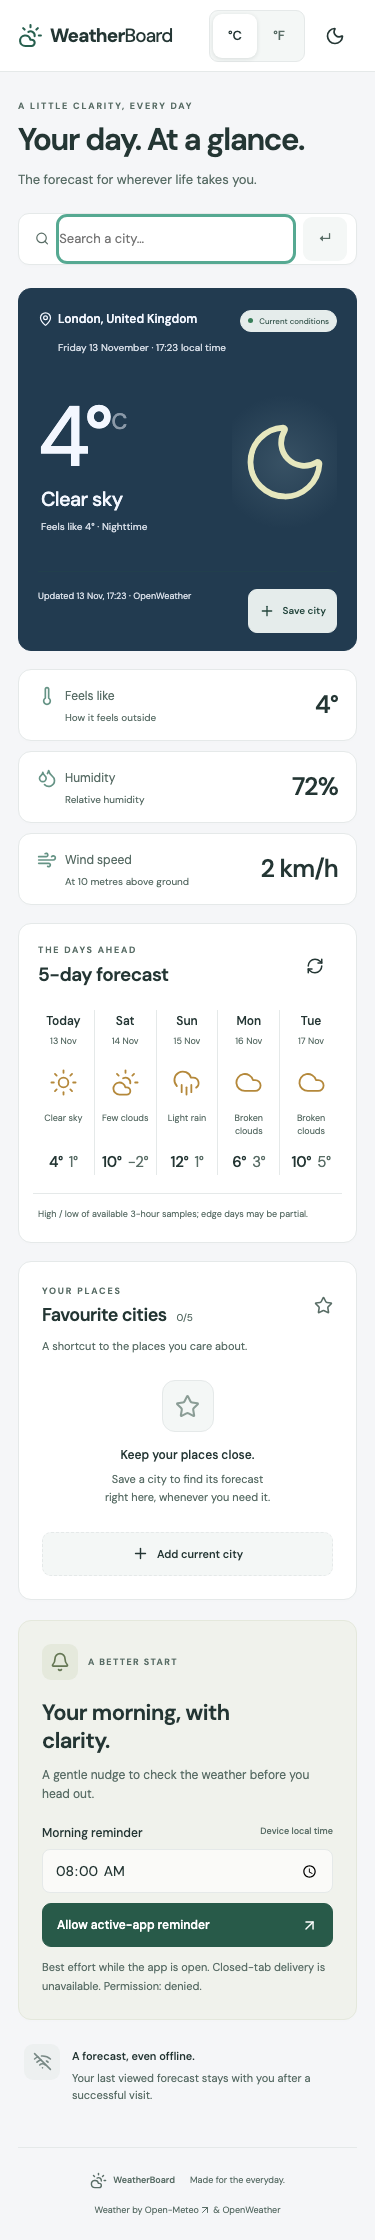 WeatherBoard °C °F
A LITTLE CLARITY, EVERY DAY
Your day. At a glance.
The forecast for wherever life takes you.
Search a city...
London, United Kingdom
Current conditions
Friday 13 November · 17:23 local time
4°C
Clear sky
Feels like 4° · Nighttime
Updated 13 Nov, 17:23 · OpenWeather
Save city
Feels like
How it feels outside
4°
Humidity
Relative humidity
72%
Wind speed
At 10 metres above ground
2 km/h
THE DAYS AHEAD
5-day forecast
Today Sat Sun Mon Tue
13 Nov 14 Nov 15 Nov 16 Nov 17 Nov
Clear sky Few clouds Light rain Broken clouds Broken clouds
4° 1° 10° −2° 12° 1° 6° 3° 10° 5°
High / low of available 3-hour samples; edge days may be partial.
YOUR PLACES
Favourite cities 0/5
A shortcut to the places you care about.
Keep your places close.
Save a city to find its forecast
right here, whenever you need it.
Add current city
A BETTER START
Your morning, with
clarity.
A gentle nudge to check the weather before you
head out.
Morning reminder Device local time
08:00 AM
Allow active-app reminder
Best effort while the app is open. Closed-tab delivery is
unavailable. Permission: denied.
A forecast, even offline.
Your last viewed forecast stays with you after a
successful visit.
WeatherBoard Made for the everyday.
Weather by Open-Meteo & OpenWeather